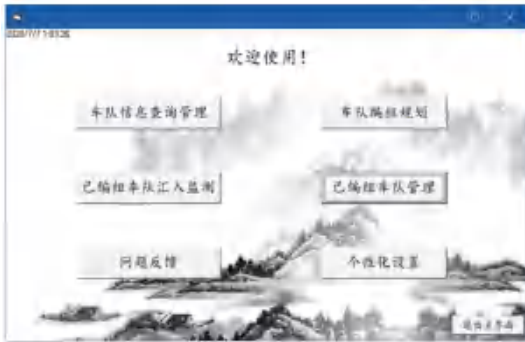 欢迎使用！
车队信息查询管理
车队编组规划
已编组车队汇入监测
已编组车队管理
问题反馈
个性化设置